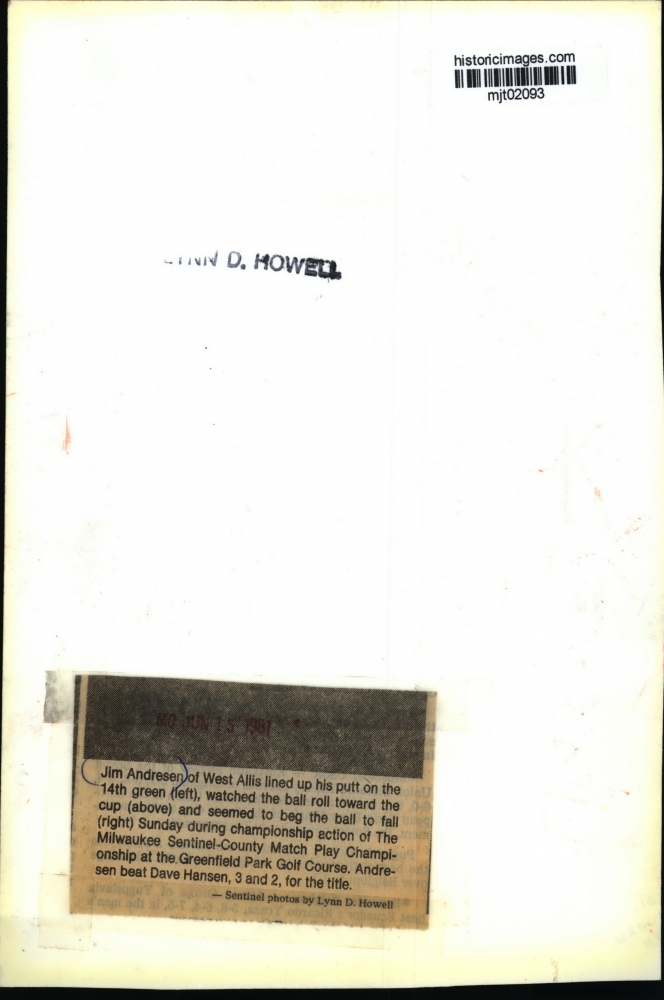 historicimages.com
mjt02093
D. HOWELL
MO JUN 15 1981 *
Jim Andresen of West Allis lined up his putt on the
14th green (left), watched the ball roll toward the
cup (above) and seemed to beg the ball to fall
(right) Sunday during championship action of The
Milwaukee Sentinel-County Match Play Champi-
onship at the Greenfield Park Golf Course. Andre-
sen beat Dave Hansen, 3 and 2, for the title.
— Sentinel photos by Lynn D. Howell